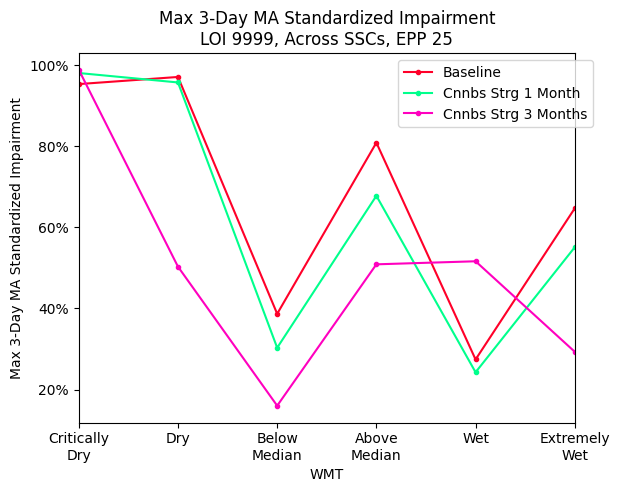 Max 3-Day MA Standardized Impairment
LOI 9999, Across SSCs, EPP 25
Baseline
Cnnbs Strg 1 Month
Cnnbs Strg 3 Months
Max 3-Day MA Standardized Impairment
100%
80%
60%
40%
20%
Critically
Dry
Dry
Below
Median
Above
Median
Wet
Extremely
Wet
WMT